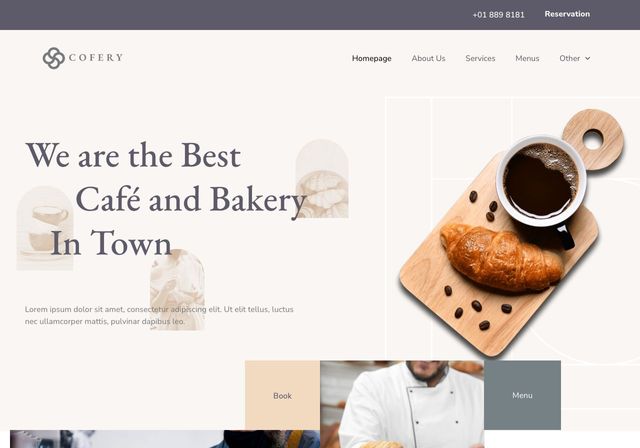 +01 889 8181
Reservation
COFERY
Homepage
About Us
Services
Menus
Other
We are the Best
Café and Bakery
In Town
Lorem ipsum dolor sit amet, consectetur adipiscing elit. Ut elit tellus, luctus
nec ullamcorper mattis, pulvinar dapibus leo.
Book
Menu